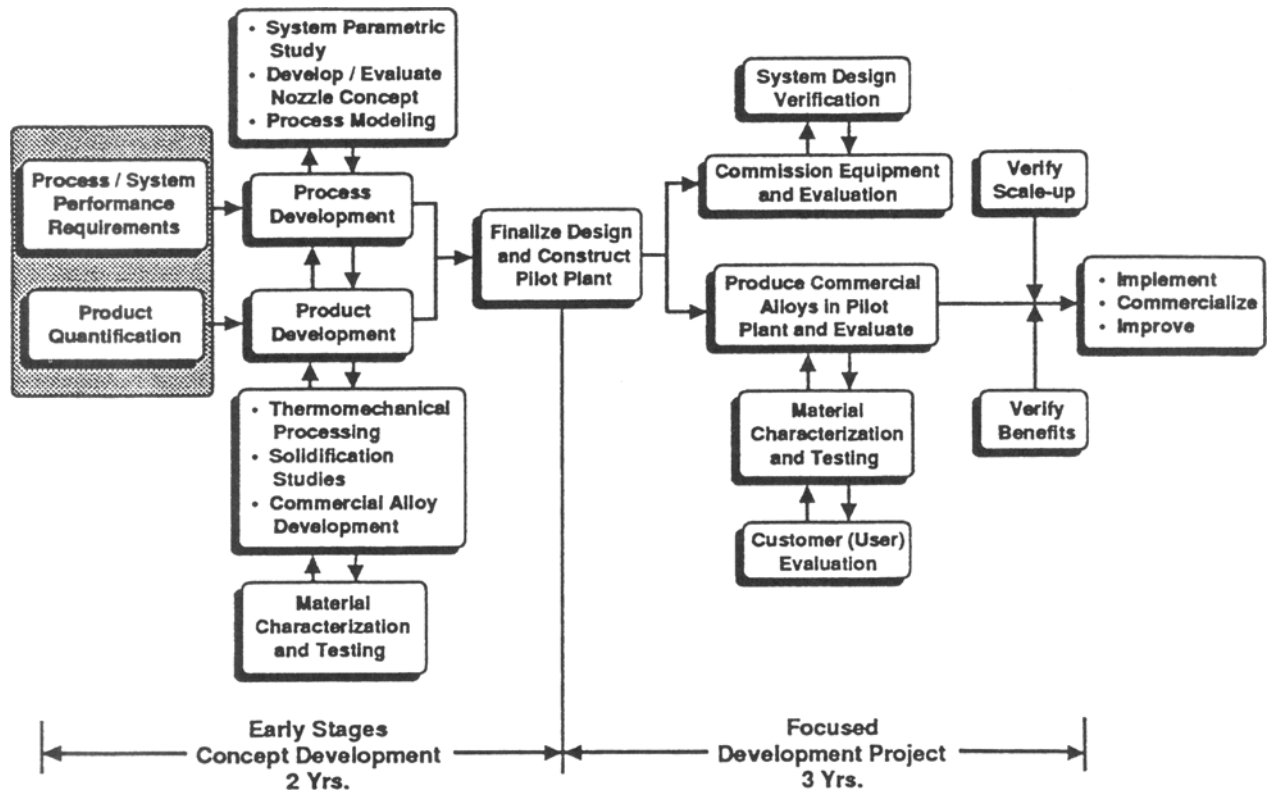 • System Parametric
Study
• Develop / Evaluate
Nozzle Concept
• Process Modeling
Process / System
Performance
Requirements
Product
Quantification
Process
Development
Product
Development
• Thermomechanical
Processing
• Solidification
Studies
• Commercial Alloy
Development
Material
Characterization
and Testing
Finalize Design
and Construct
Pilot Plant
System Design
Verification
Commission Equipment
and Evaluation
Produce Commercial
Alloys in Pilot
Plant and Evaluate
Material
Characterization
and Testing
Customer (User)
Evaluation
Verify
Scale-up
Verify
Benefits
• Implement
• Commercialize
• Improve
Early Stages
Concept Development
2 Yrs.
Focused
Development Project
3 Yrs.